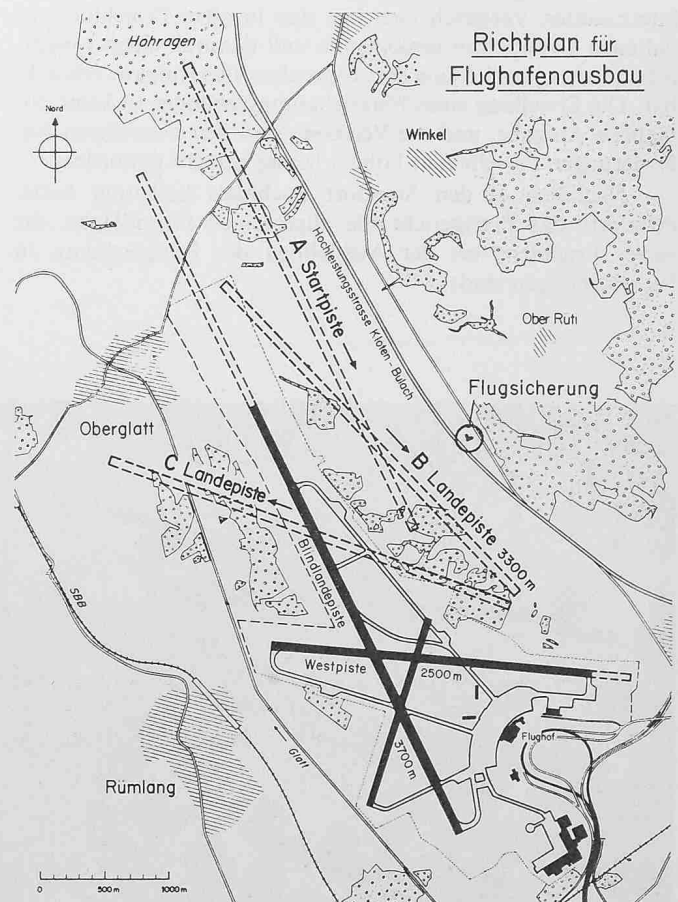 Richtplan für
Flughafenausbau
Höhragen
Nord
Winkel
A Startpiste
Hochleistungsstrasse Kloten - Bülach
Ober Rüti
Flugsicherung
Oberglatt
C Landepiste
B Landepiste 3300 m
Blindlandepiste
SBB
Westpiste
2500 m
3700 m
Flughof
Glatt
Rümlang
0 500 m 1000 m